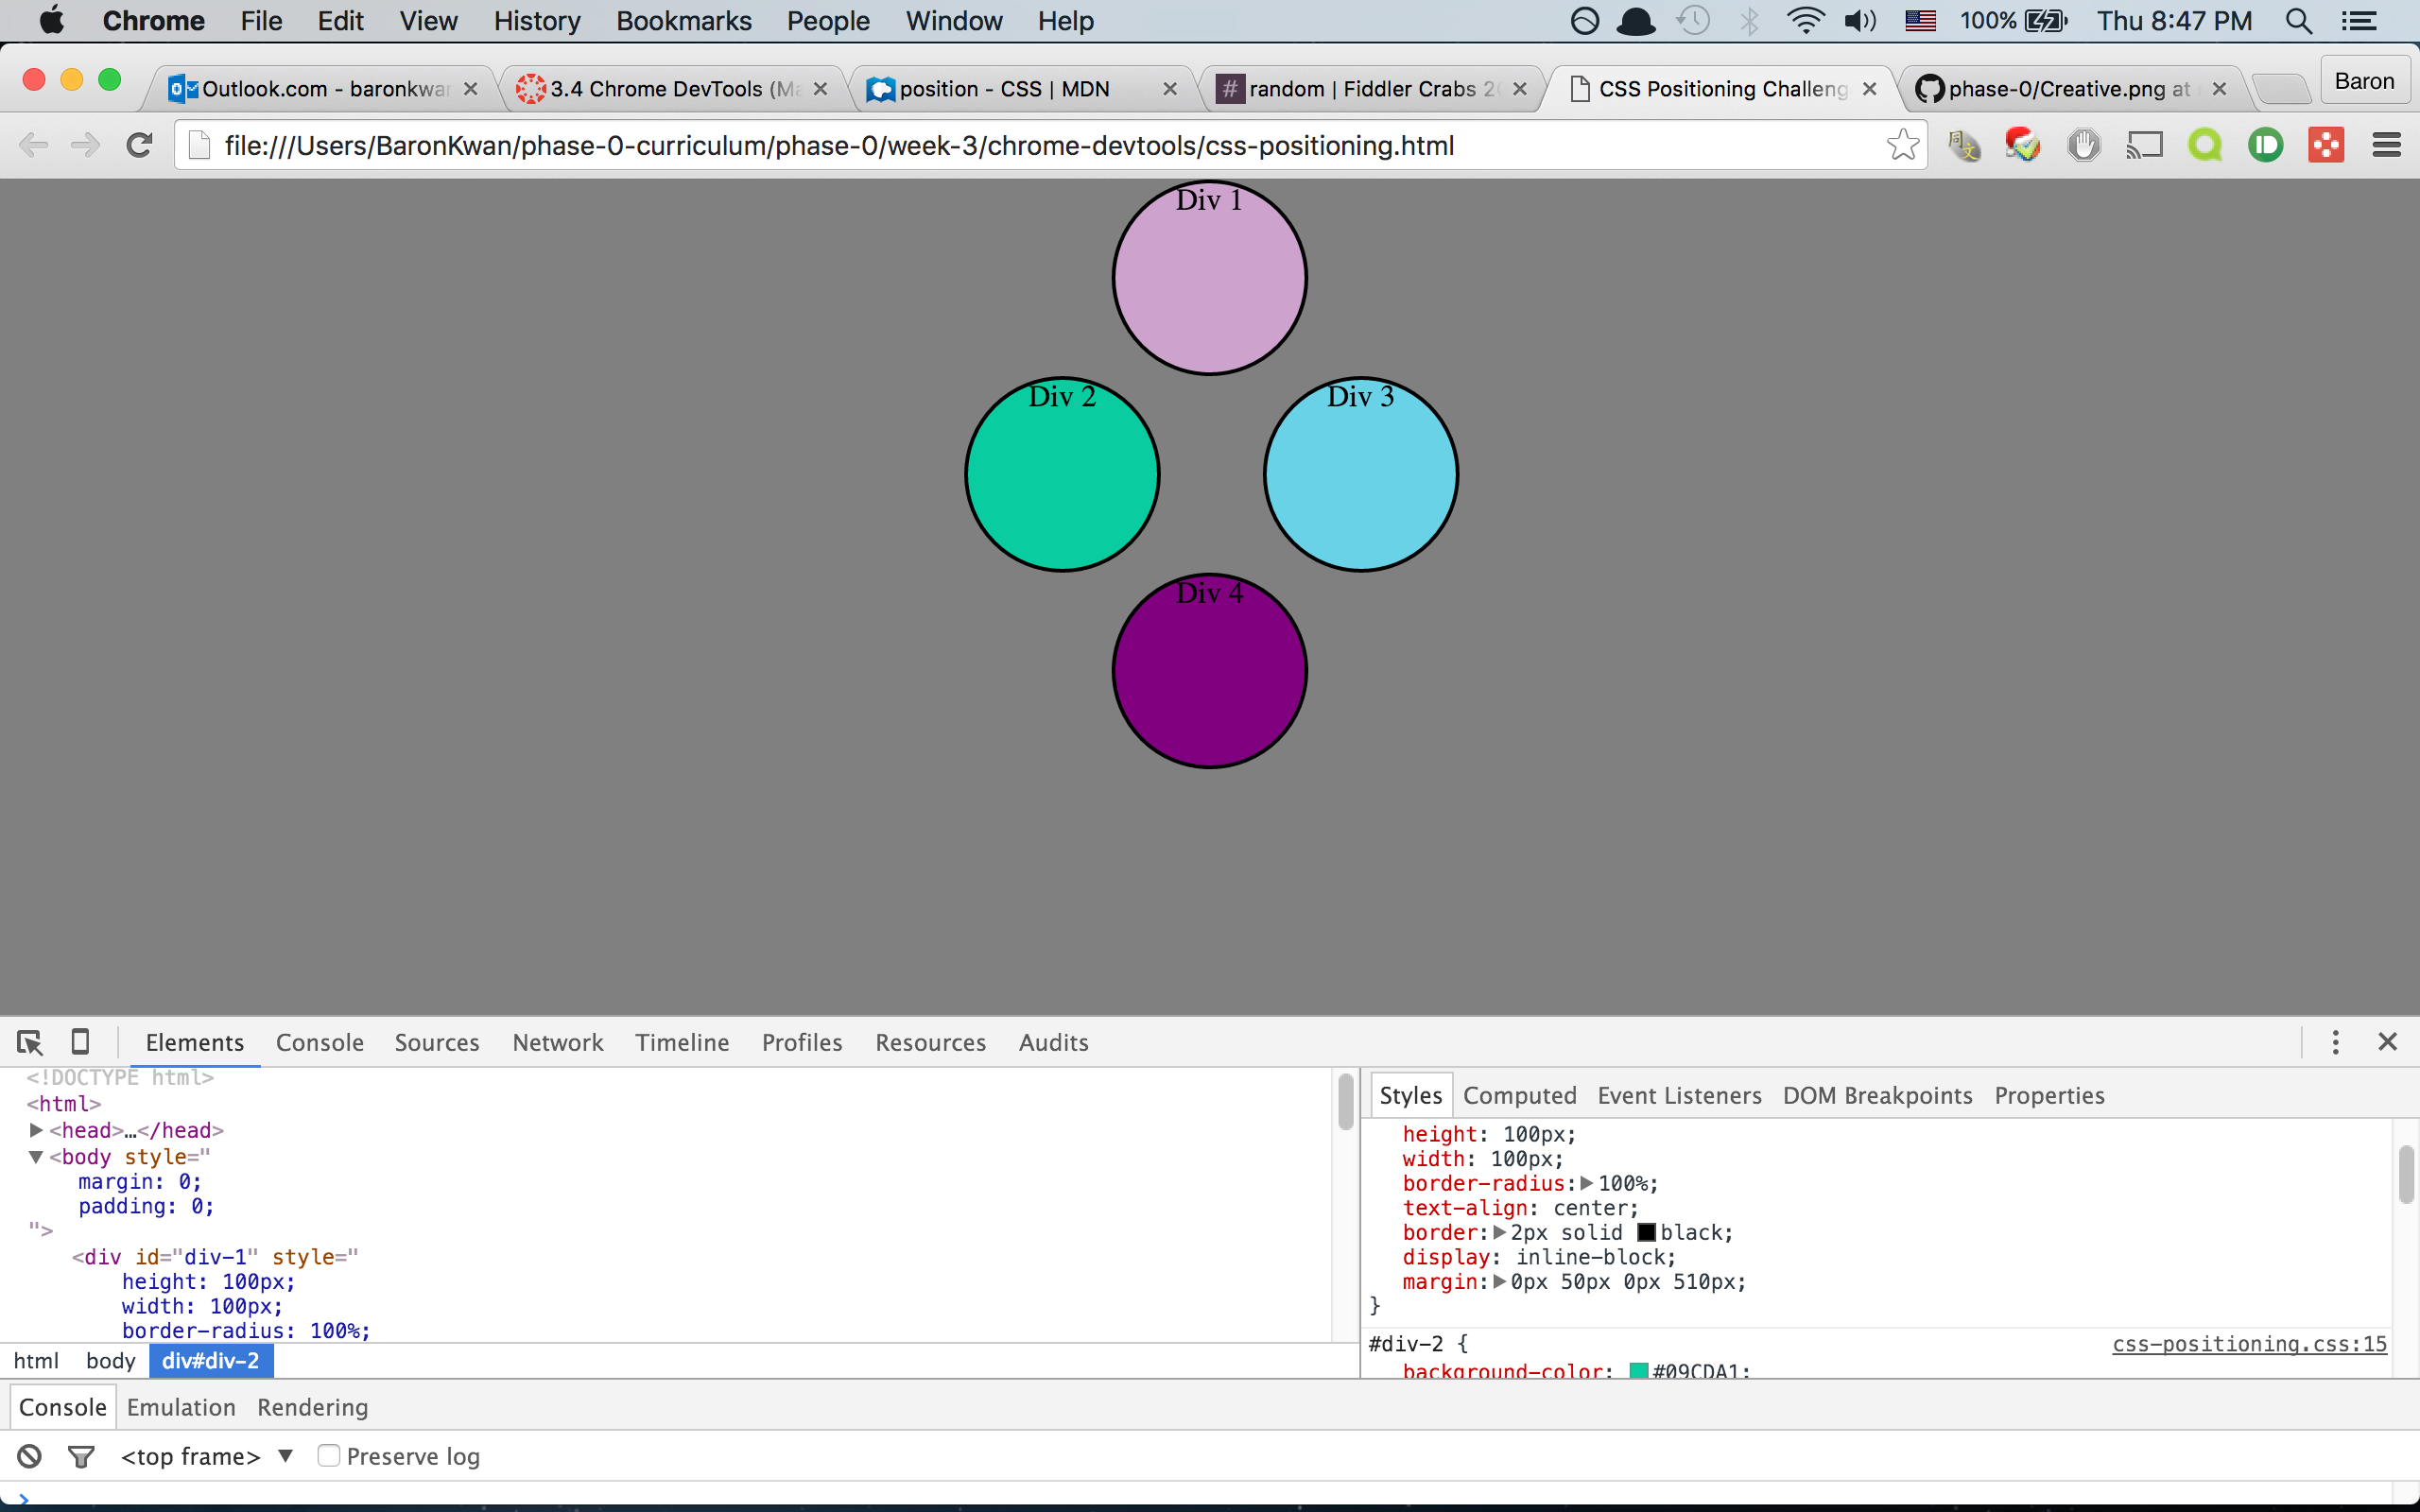 Chrome File Edit View History Bookmarks People Window Help 100% Thu 8:47 PM
Outlook.com - baronkwan 3.4 Chrome DevTools (Ma position - CSS | MDN # random | Fiddler Crabs 20 CSS Positioning Challeng phase-0/Creative.png at Baron
file:///Users/BaronKwan/phase-0-curriculum/phase-0/week-3/chrome-devtools/css-positioning.html
Div 1
Div 2 Div 3
Div 4
Elements Console Sources Network Timeline Profiles Resources Audits
<!DOCTYPE html>
<html>
▶<head>…</head>
▼<body style="
margin: 0;
padding: 0;
">
<div id="div-1" style="
height: 100px;
width: 100px;
border-radius: 100%;
html body div#div-2
Styles Computed Event Listeners DOM Breakpoints Properties
height: 100px;
width: 100px;
border-radius:▶100%;
text-align: center;
border:▶2px solid black;
display: inline-block;
margin:▶0px 50px 0px 510px;
}
#div-2 { css-positioning.css:15
background-color: #09CDA1;
Console Emulation Rendering
<top frame> ▼ Preserve log
>